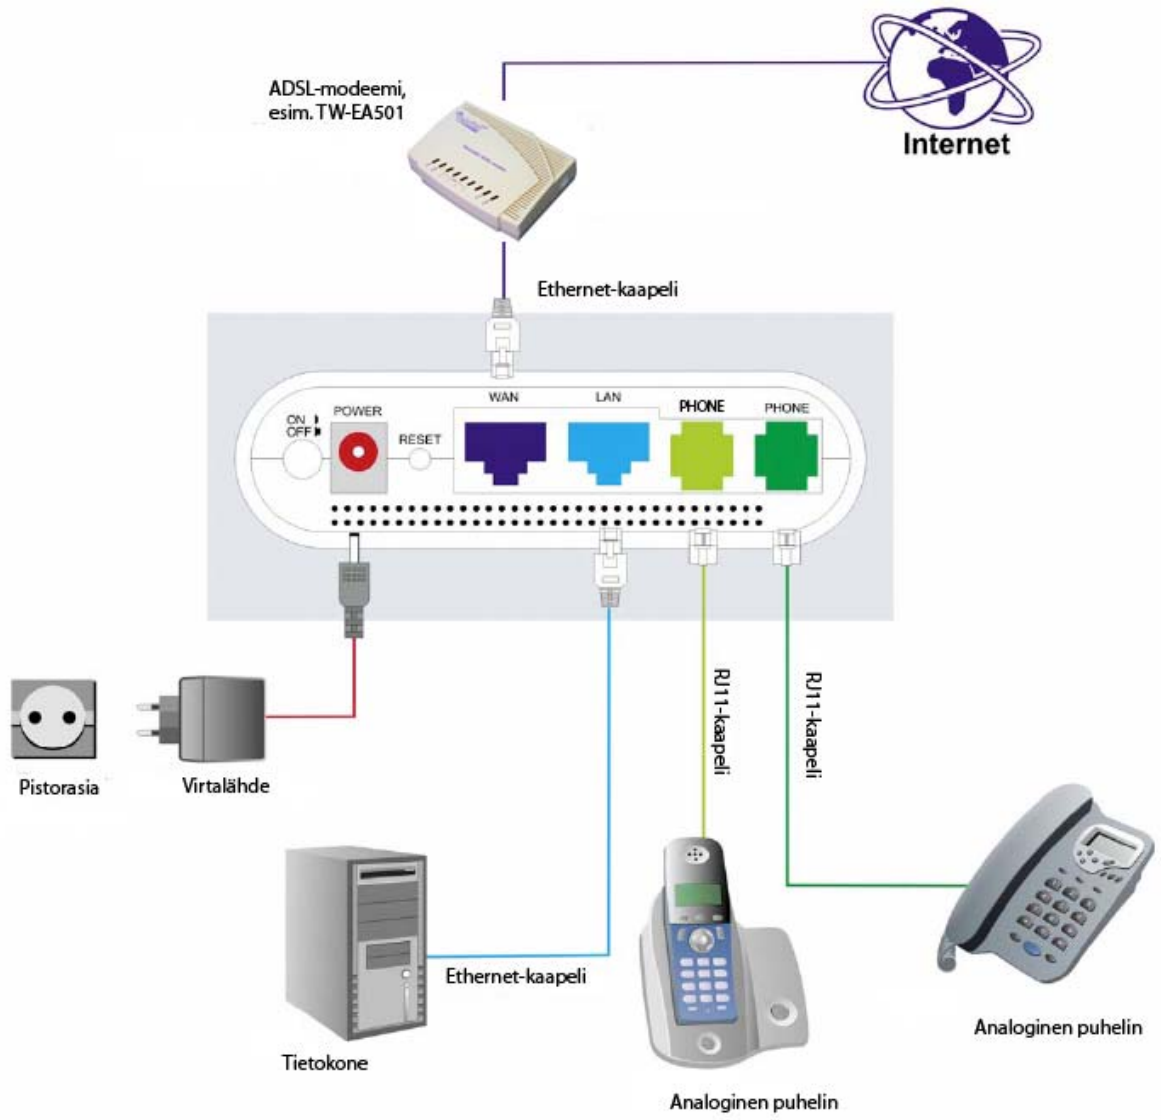 ADSL-modeemi,
esim. TW-EA501
Internet
Ethernet-kaapeli
WAN
LAN
PHONE
PHONE
POWER
ON
OFF
RESET
RJ11-kaapeli
RJ11-kaapeli
Pistorasia
Virtalähde
Ethernet-kaapeli
Tietokone
Analoginen puhelin
Analoginen puhelin